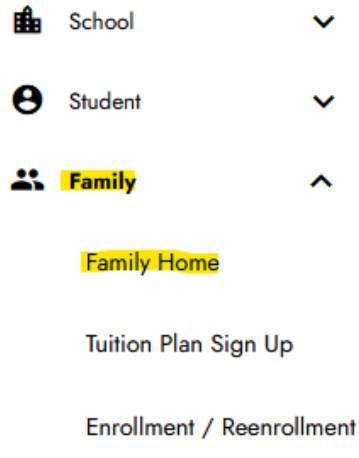 School
Student
Family
Family Home
Tuition Plan Sign Up
Enrollment / Reenrollment